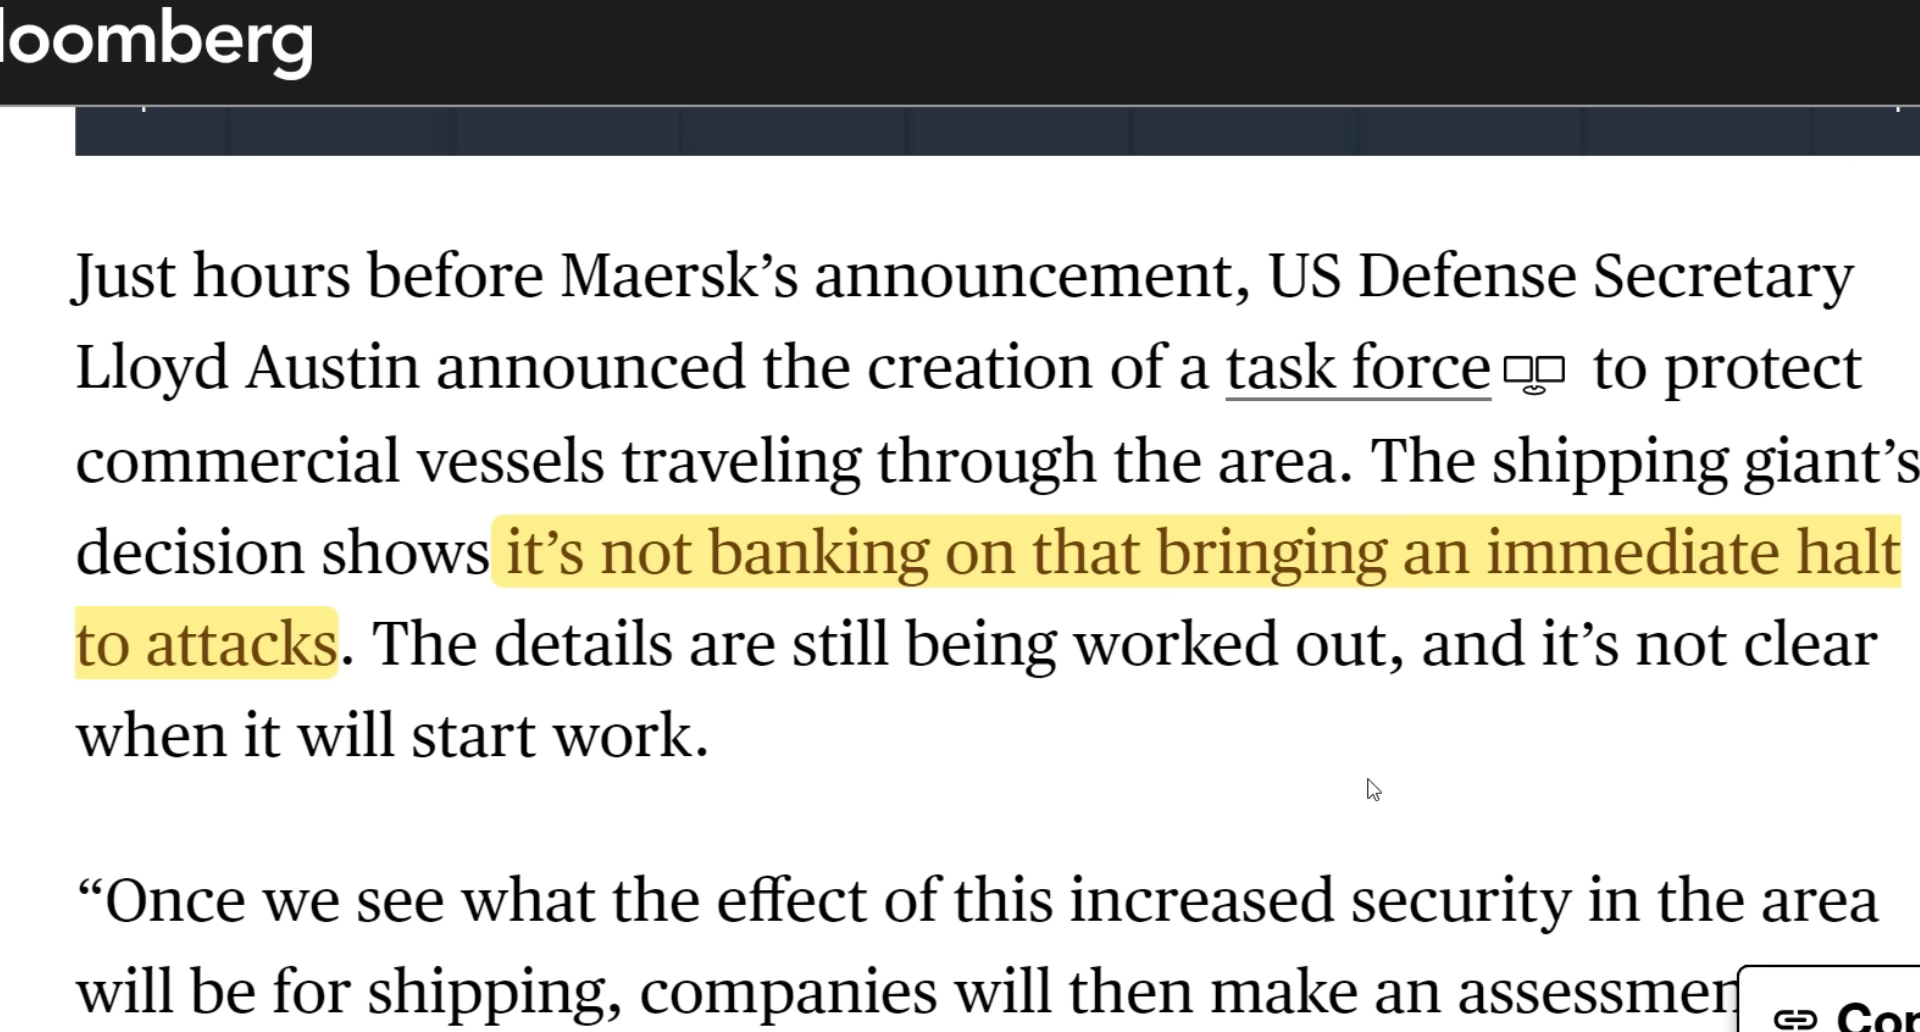 loomberg
Just hours before Maersk’s announcement, US Defense Secretary
Lloyd Austin announced the creation of a task force to protect
commercial vessels traveling through the area. The shipping giant’s
decision shows it’s not banking on that bringing an immediate halt
to attacks. The details are still being worked out, and it’s not clear
when it will start work.
“Once we see what the effect of this increased security in the area
will be for shipping, companies will then make an assessmen